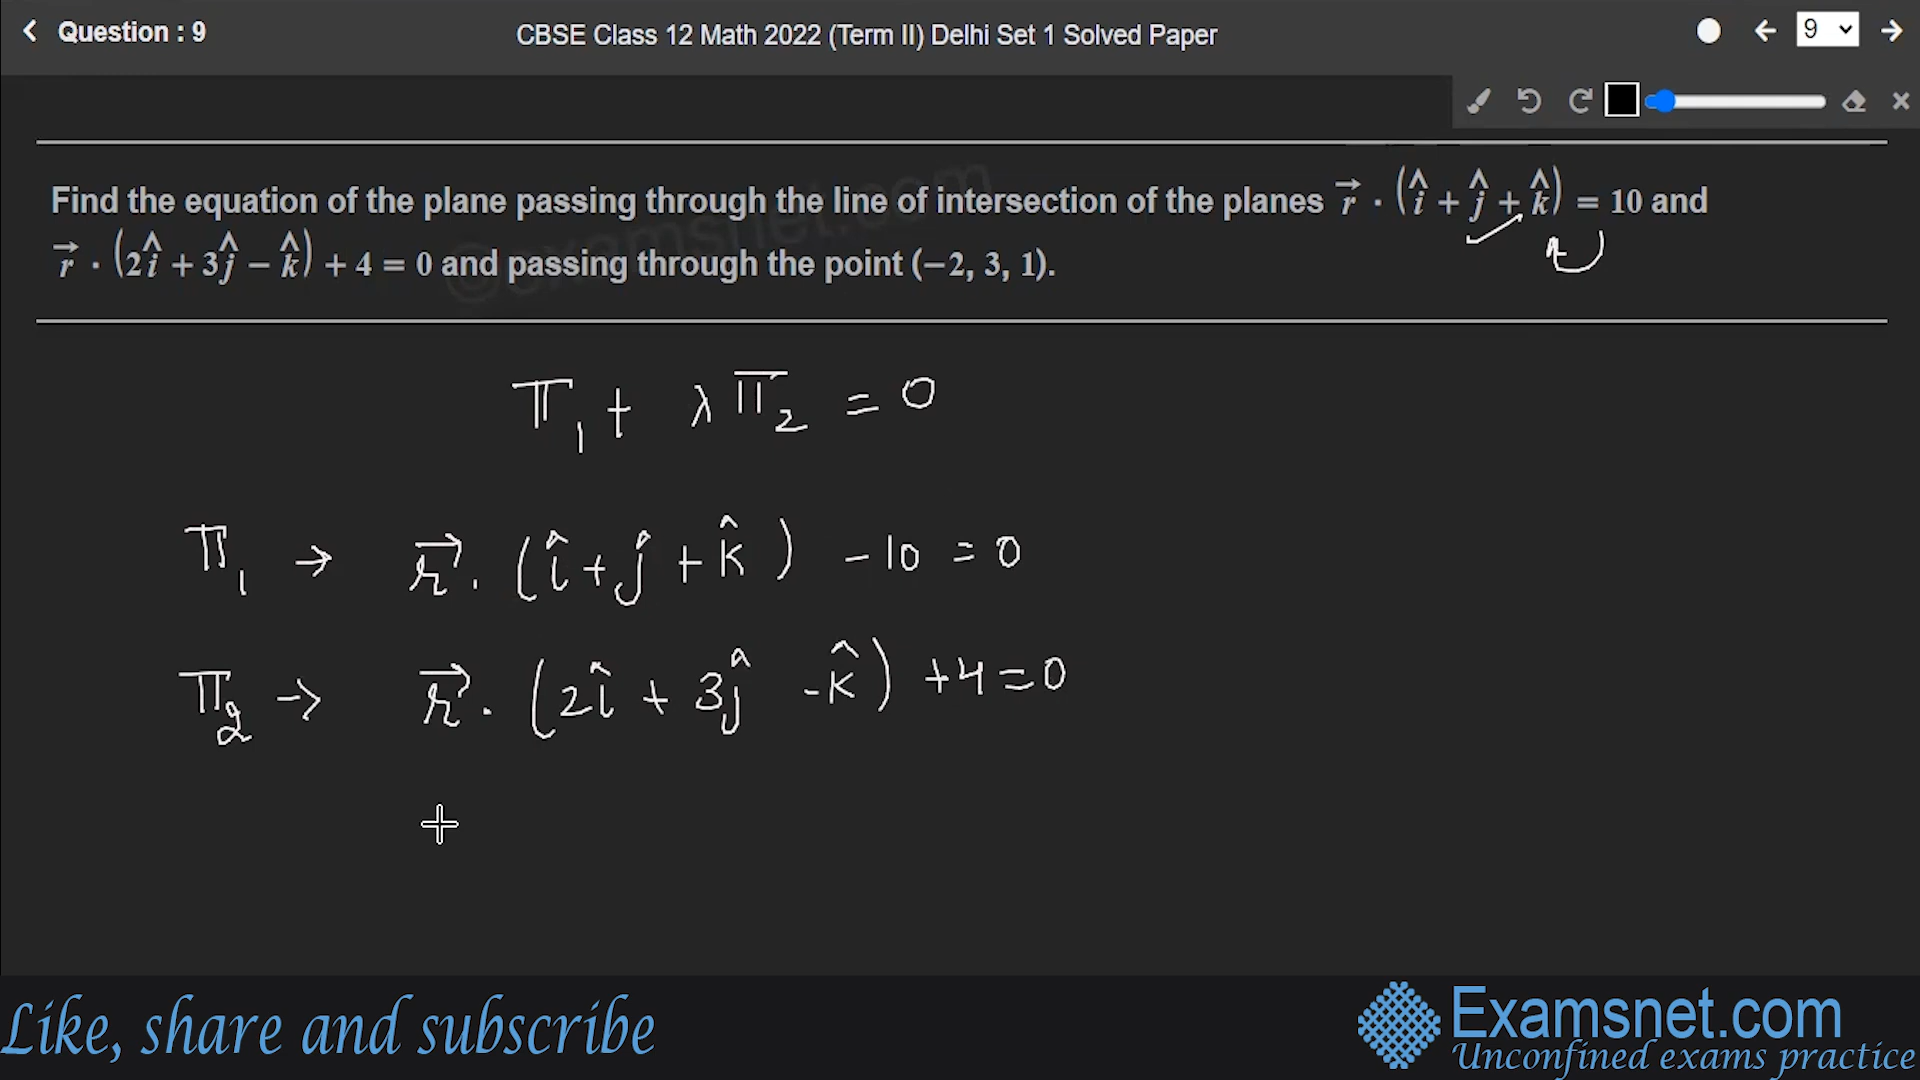 Question : 9
CBSE Class 12 Math 2022 (Term II) Delhi Set 1 Solved Paper
9
Find the equation of the plane passing through the line of intersection of the planes r⃗ · (î + ĵ + k̂) = 10 and
r⃗ · (2î + 3ĵ − k̂) + 4 = 0 and passing through the point (−2, 3, 1).
©examsnet.com
π₁ + λπ₂ = 0
π₁ → r⃗. (î + ĵ + k̂) - 10 = 0
π₂ → r⃗. (2î + 3ĵ - k̂) + 4 = 0
Like, share and subscribe
Examsnet.com
Unconfined exams practice